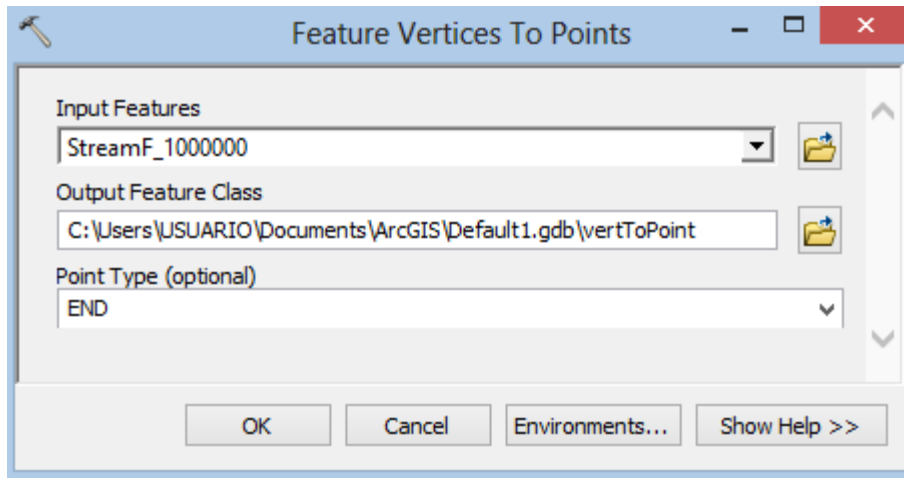 Feature Vertices To Points
Input Features
StreamF_1000000
Output Feature Class
C:\Users\USUARIO\Documents\ArcGIS\Default1.gdb\vertToPoint
Point Type (optional)
END
OK Cancel Environments... Show Help >>